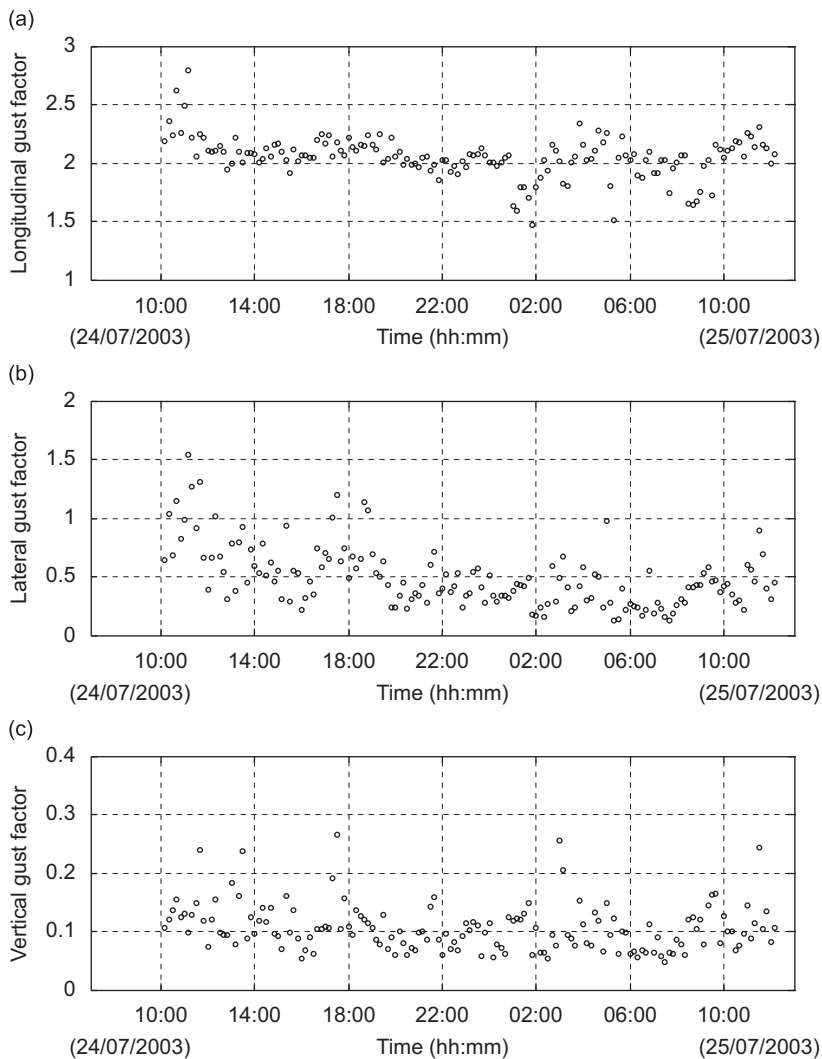 (a)
3
2.5
2
1.5
1
Longitudinal gust factor
10:00 14:00 18:00 22:00 02:00 06:00 10:00
(24/07/2003) Time (hh:mm) (25/07/2003)
(b)
2
1.5
1
0.5
0
Lateral gust factor
10:00 14:00 18:00 22:00 02:00 06:00 10:00
(24/07/2003) Time (hh:mm) (25/07/2003)
(c)
0.4
0.3
0.2
0.1
0
Vertical gust factor
10:00 14:00 18:00 22:00 02:00 06:00 10:00
(24/07/2003) Time (hh:mm) (25/07/2003)